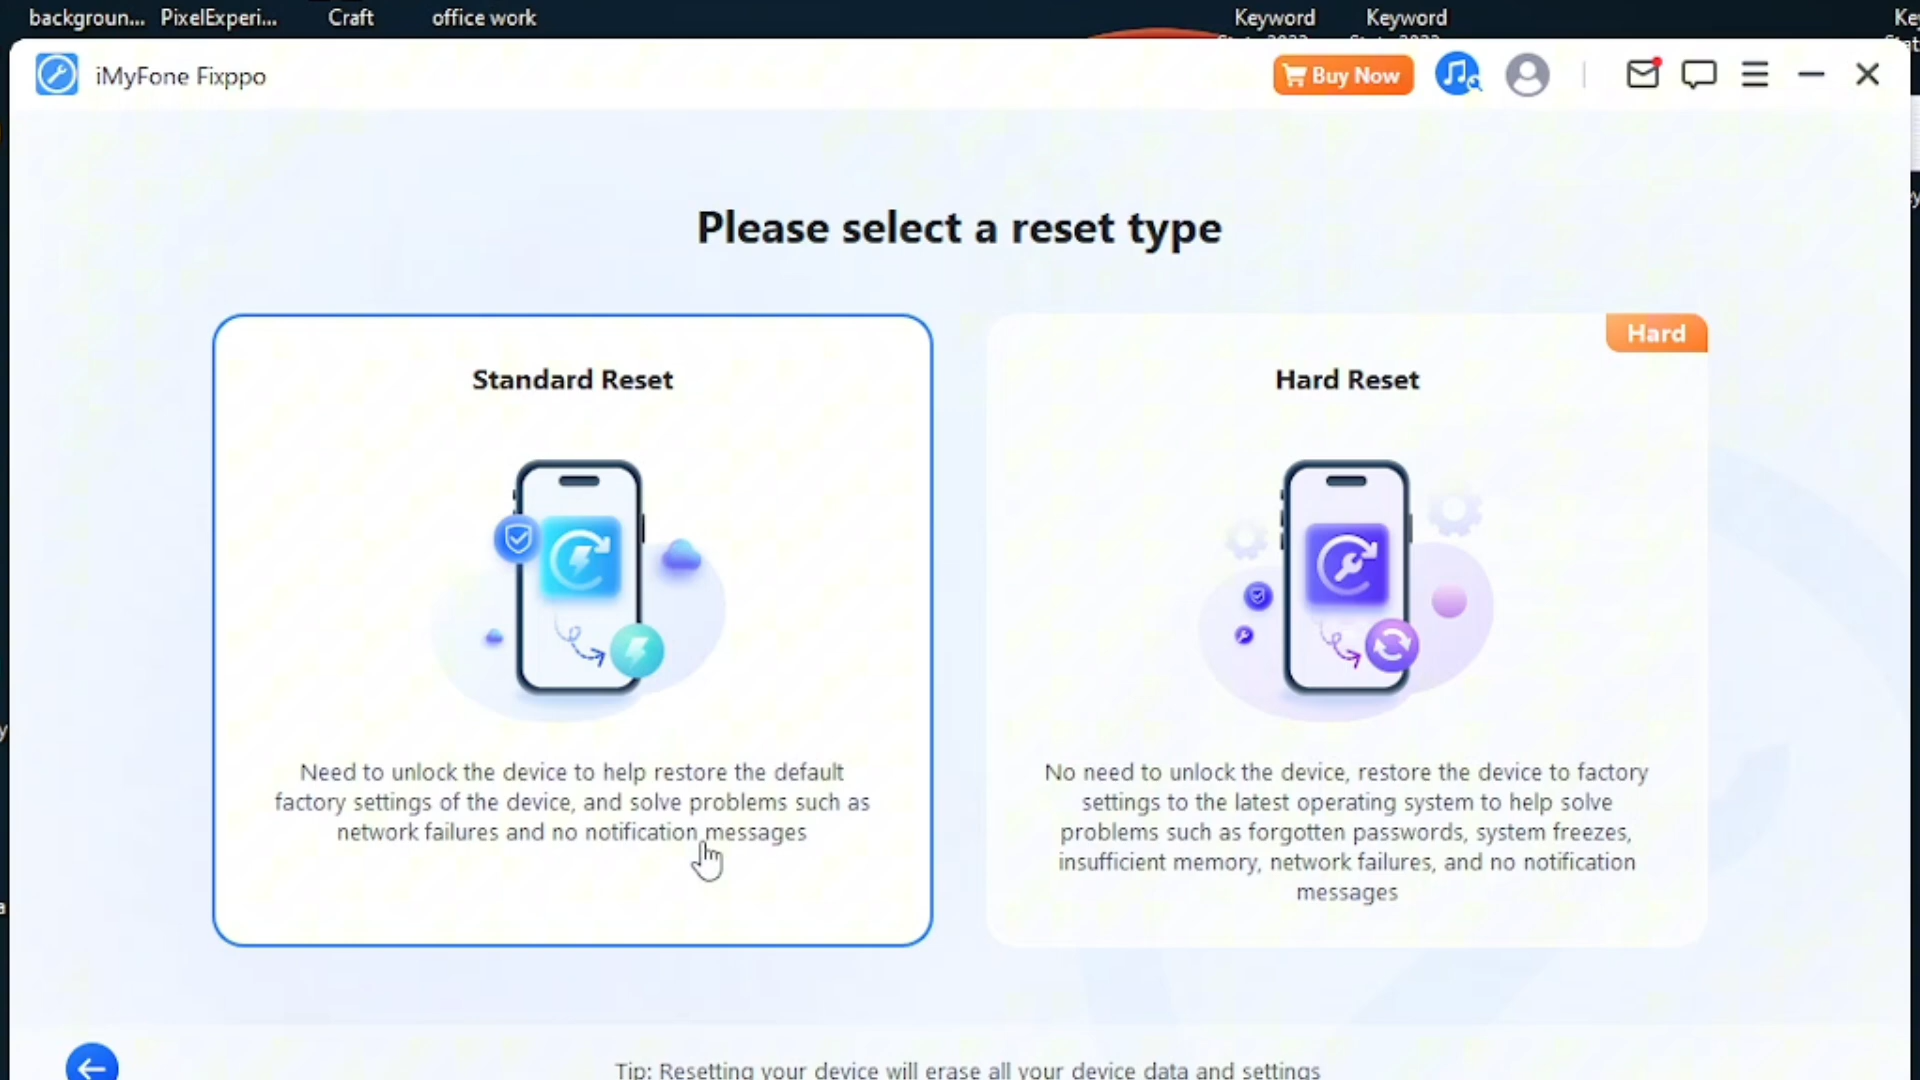 backgroun... PixelExperi... Craft office work Keyword Keyword
iMyFone Fixppo
Buy Now
Please select a reset type
Hard
Standard Reset
Hard Reset
Need to unlock the device to help restore the default
factory settings of the device, and solve problems such as
network failures and no notification messages
No need to unlock the device, restore the device to factory
settings to the latest operating system to help solve
problems such as forgotten passwords, system freezes,
insufficient memory, network failures, and no notification
messages
Tip: Resetting your device will erase all your device data and settings